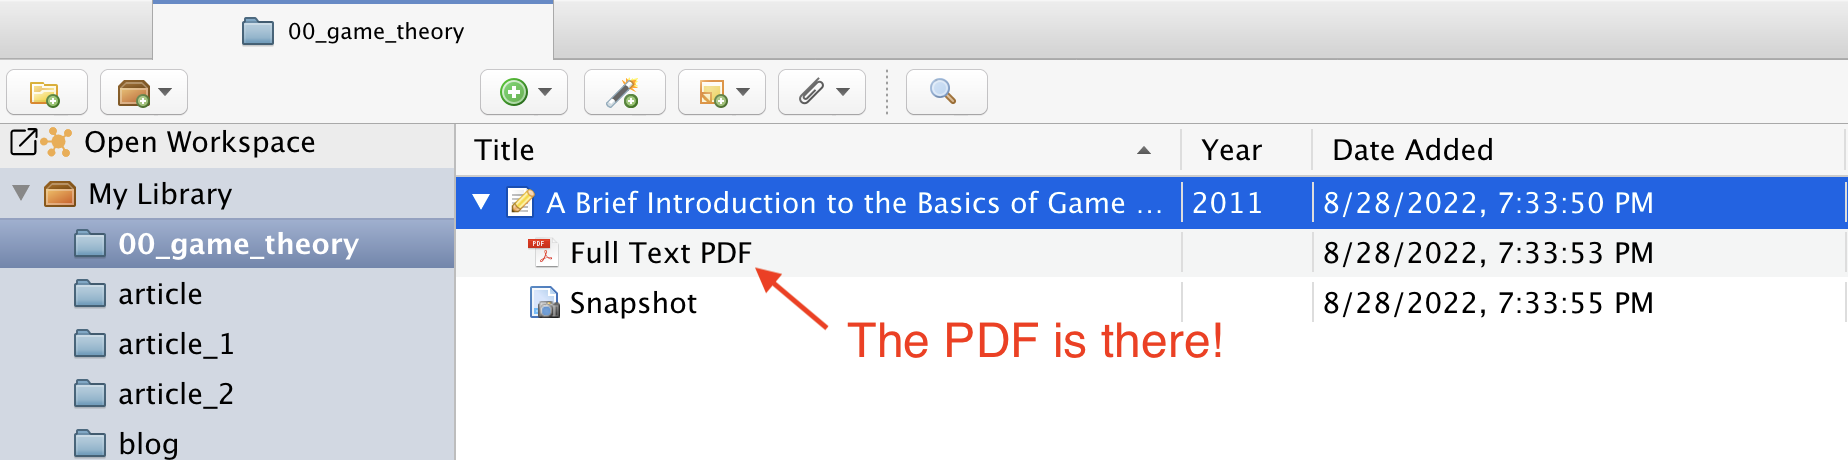 00_game_theory
Open Workspace
Title Year Date Added
My Library
A Brief Introduction to the Basics of Game ... 2011 8/28/2022, 7:33:50 PM
00_game_theory
PDF Full Text PDF 8/28/2022, 7:33:53 PM
article
Snapshot 8/28/2022, 7:33:55 PM
The PDF is there!
article_1
article_2
blog